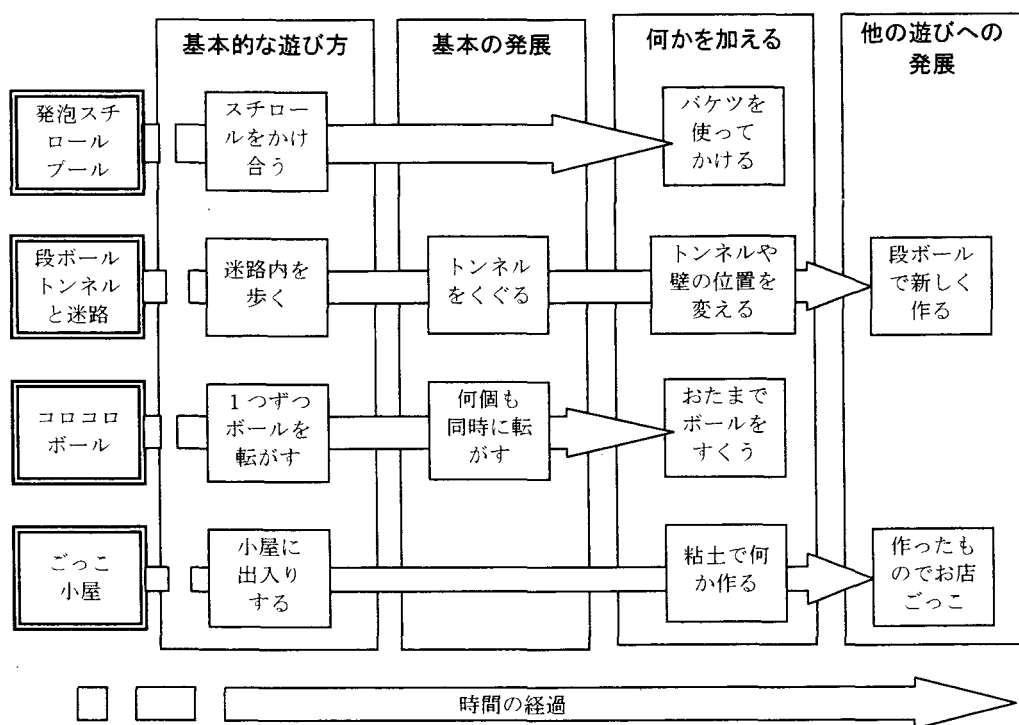 基本的な遊び方
基本の発展
何かを加える
他の遊びへの
発展
発泡スチ
ロール
プール
スチロー
ルをかけ
合う
バケツを
使って
かける
段ボール
トンネル
と迷路
迷路内を
歩く
トンネル
をくぐる
トンネルや
壁の位置を
変える
段ボール
で新しく
作る
コロコロ
ボール
1つずつ
ボールを
転がす
何個も
同時に転
がす
おたまで
ボールを
すくう
ごっこ
小屋
小屋に
出入り
する
粘土で何
か作る
作ったも
のでお店
ごっこ
時間の経過